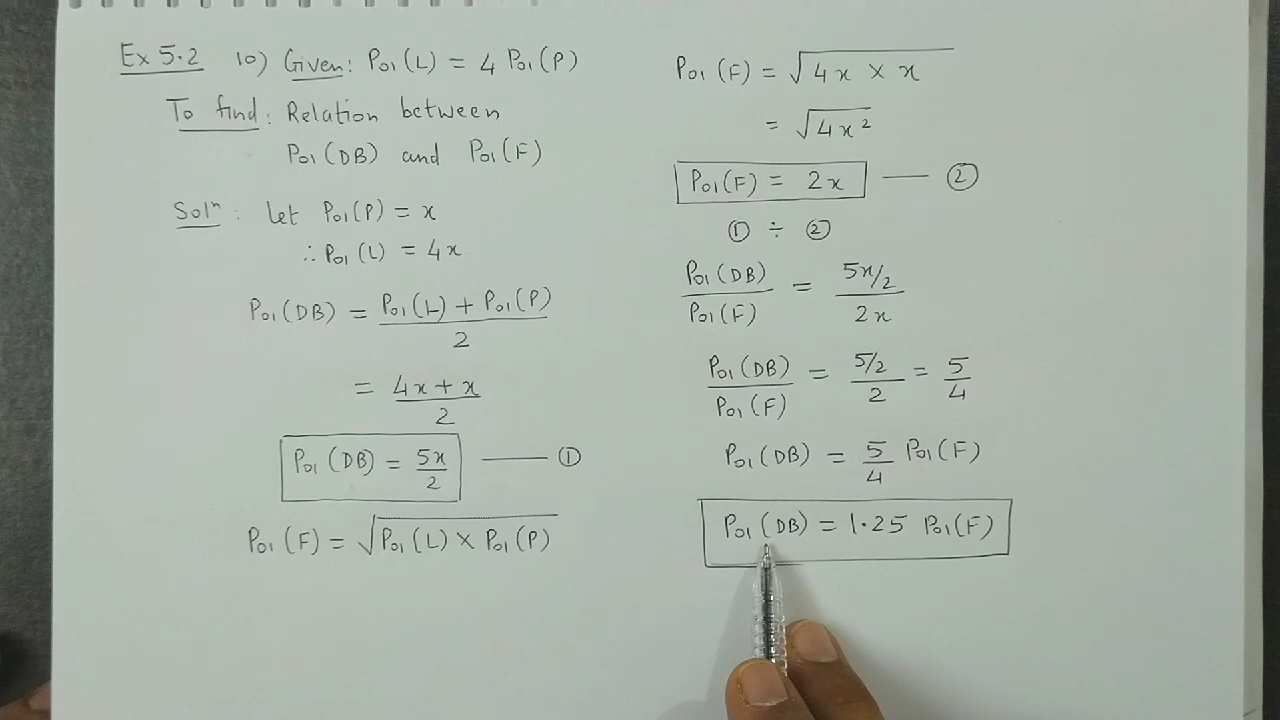 Ex 5.2 10) Given: P₀₁(L) = 4 P₀₁(P)
To find: Relation between
P₀₁(DB) and P₀₁(F)
Solⁿ: Let P₀₁(P) = x
∴ P₀₁(L) = 4x
P₀₁(DB) = (P₀₁(L) + P₀₁(P))/2
= (4x + x)/2
P₀₁(DB) = 5x/2 —— ①
P₀₁(F) = √(P₀₁(L) × P₀₁(P))
P₀₁(F) = √(4x × x)
= √(4x²)
P₀₁(F) = 2x —— ②
① ÷ ②
P₀₁(DB)/P₀₁(F) = (5x/2)/(2x)
P₀₁(DB)/P₀₁(F) = (5/2)/2 = 5/4
P₀₁(DB) = 5/4 P₀₁(F)
P₀₁(DB) = 1.25 P₀₁(F)